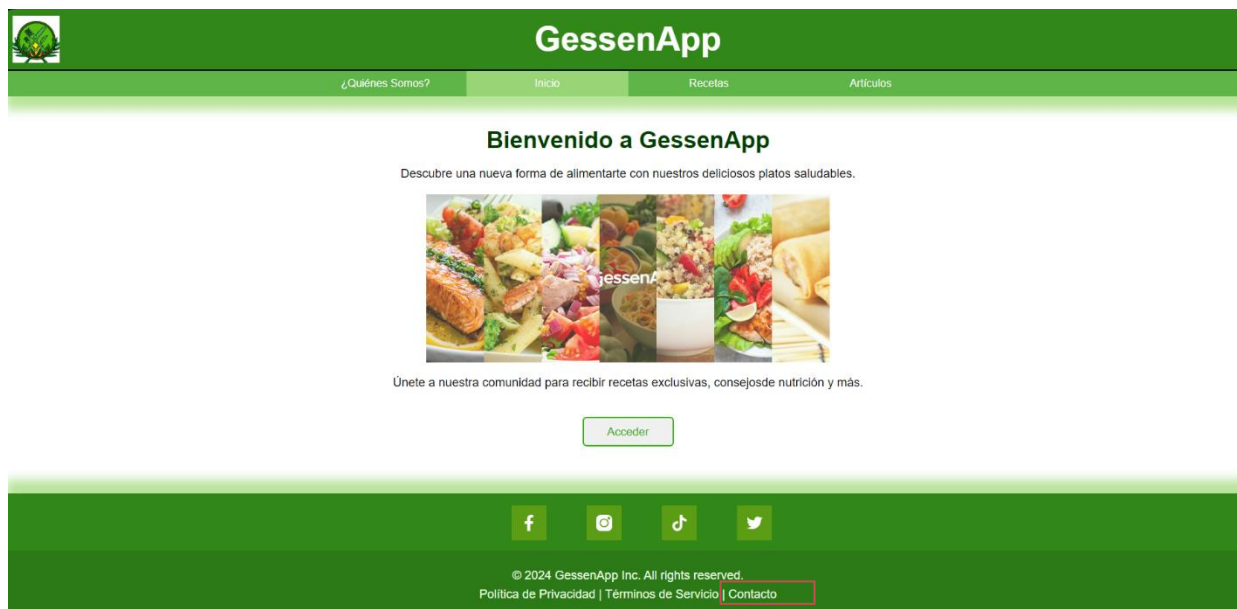 GessenApp
¿Quiénes Somos? Inicio Recetas Artículos
Bienvenido a GessenApp
Descubre una nueva forma de alimentarte con nuestros deliciosos platos saludables.
Únete a nuestra comunidad para recibir recetas exclusivas, consejosde nutrición y más.
Acceder
© 2024 GessenApp Inc. All rights reserved.
Política de Privacidad | Términos de Servicio | Contacto